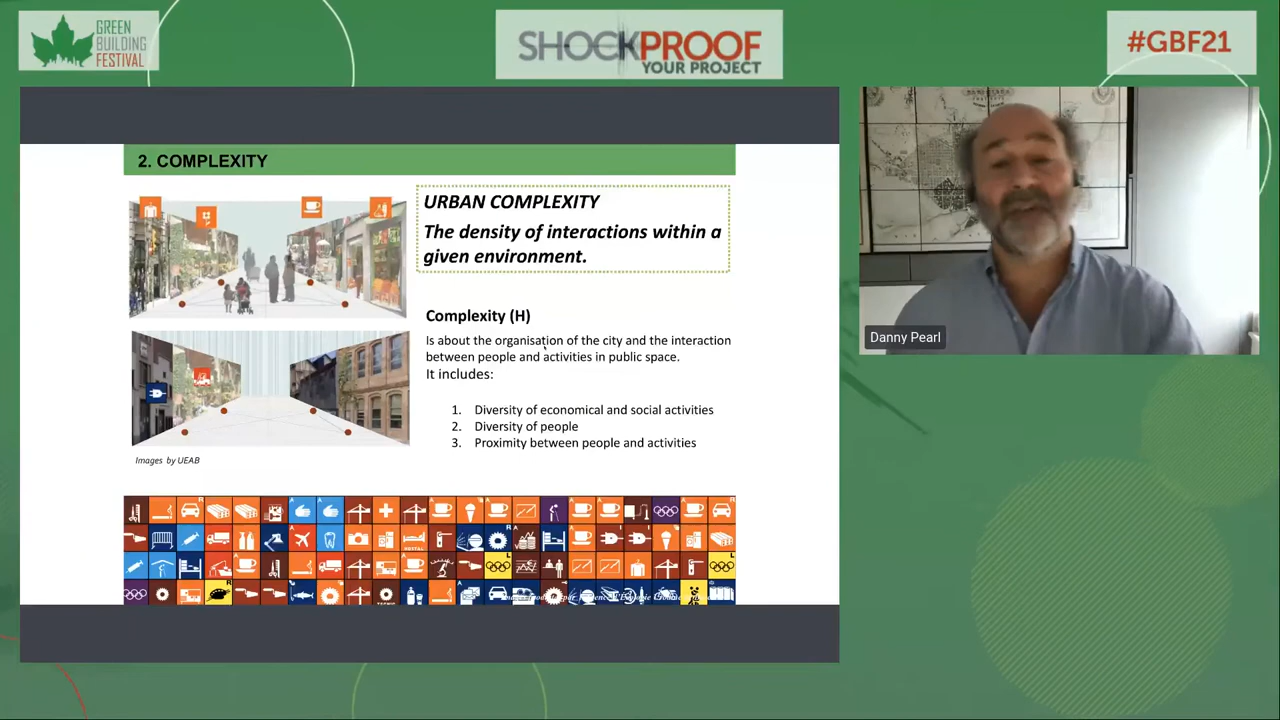 GREEN
BUILDING
FESTIVAL
SHOCKPROOF
YOUR PROJECT
#GBF21
2. COMPLEXITY
URBAN COMPLEXITY
The density of interactions within a
given environment.
Complexity (H)
Is about the organisation of the city and the interaction
between people and activities in public space.
It includes:
1. Diversity of economical and social activities
2. Diversity of people
3. Proximity between people and activities
Images by UEAB
Danny Pearl